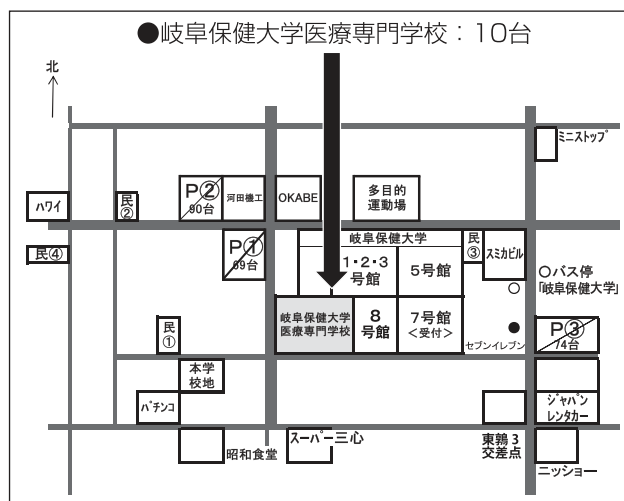 ●岐阜保健大学医療専門学校：10台
北
ミニストップ
ハワイ
民
②
P②
90台
河田機工
OKABE
多目的
運動場
民④
P①
69台
岐阜保健大学
1・2・3
号館
5号館
民
③
スミカビル
○バス停
「岐阜保健大学」
民
①
岐阜保健大学
医療専門学校
8
号館
7号館
<受付>
セブンイレブン
P③
74台
本学
校地
パチンコ
ジャパン
レンタカー
昭和食堂
スーパー三心
東鶉3
交差点
ニッショー